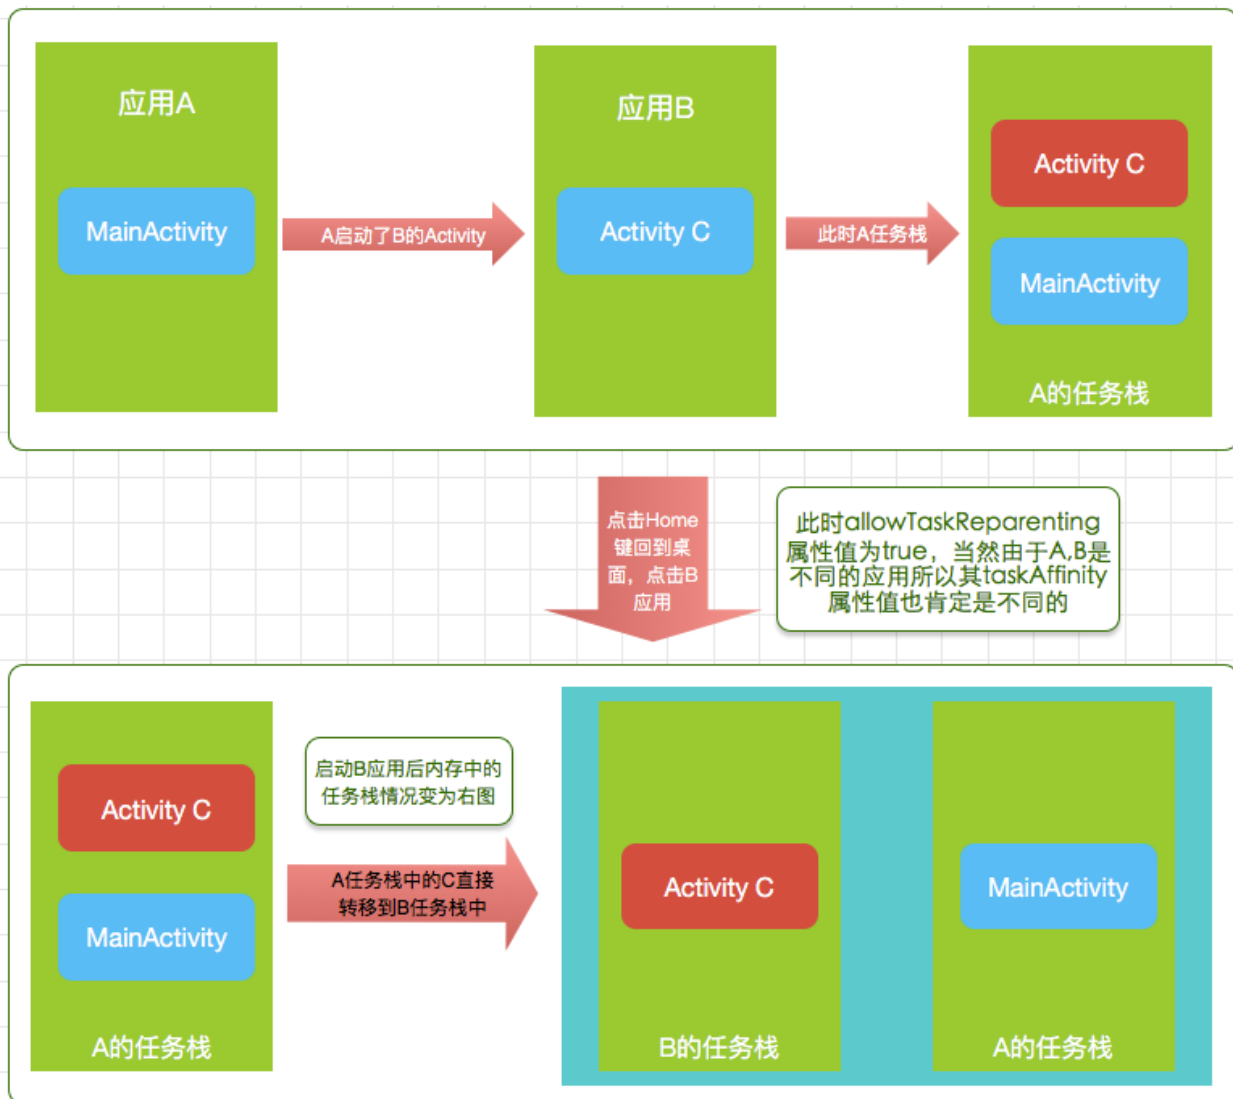 应用A
MainActivity
A启动了B的Activity
应用B
Activity C
此时A任务栈
Activity C
MainActivity
A的任务栈
点击Home
键回到桌
面，点击B
应用
此时allowTaskReparenting
属性值为true，当然由于A,B是
不同的应用所以其taskAffinity
属性值也肯定是不同的
Activity C
MainActivity
A的任务栈
启动B应用后内存中的
任务栈情况变为右图
A任务栈中的C直接
转移到B任务栈中
Activity C
B的任务栈
MainActivity
A的任务栈